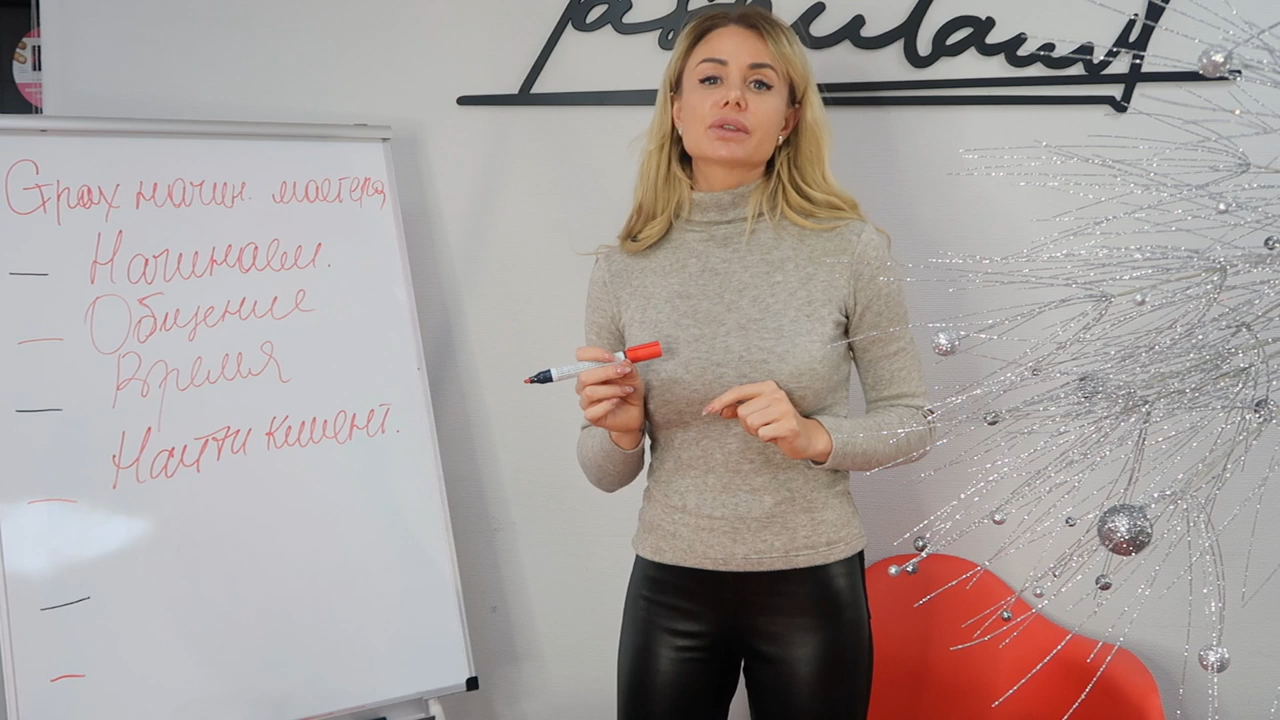 Страх начин. мастера
Начинаем.
Общение
Время
Найти клиент.